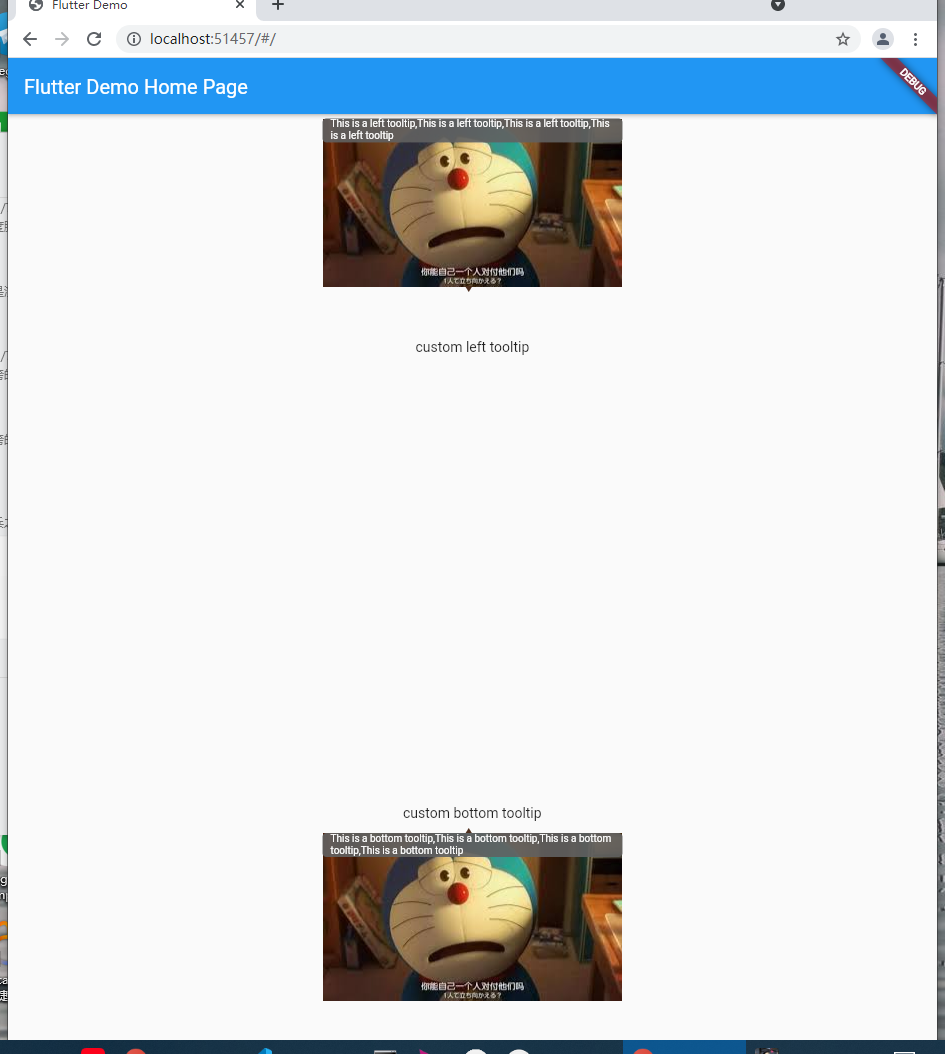 Flutter Demo
localhost:51457/#/
Flutter Demo Home Page
DEBUG
This is a left tooltip,This is a left tooltip,This is a left tooltip,This
is a left tooltip
你能自己一个人对付他们吗
1人で立ち向かえる?
custom left tooltip
custom bottom tooltip
This is a bottom tooltip,This is a bottom tooltip,This is a bottom
tooltip,This is a bottom tooltip
你能自己一个人对付他们吗
1人で立ち向かえる?